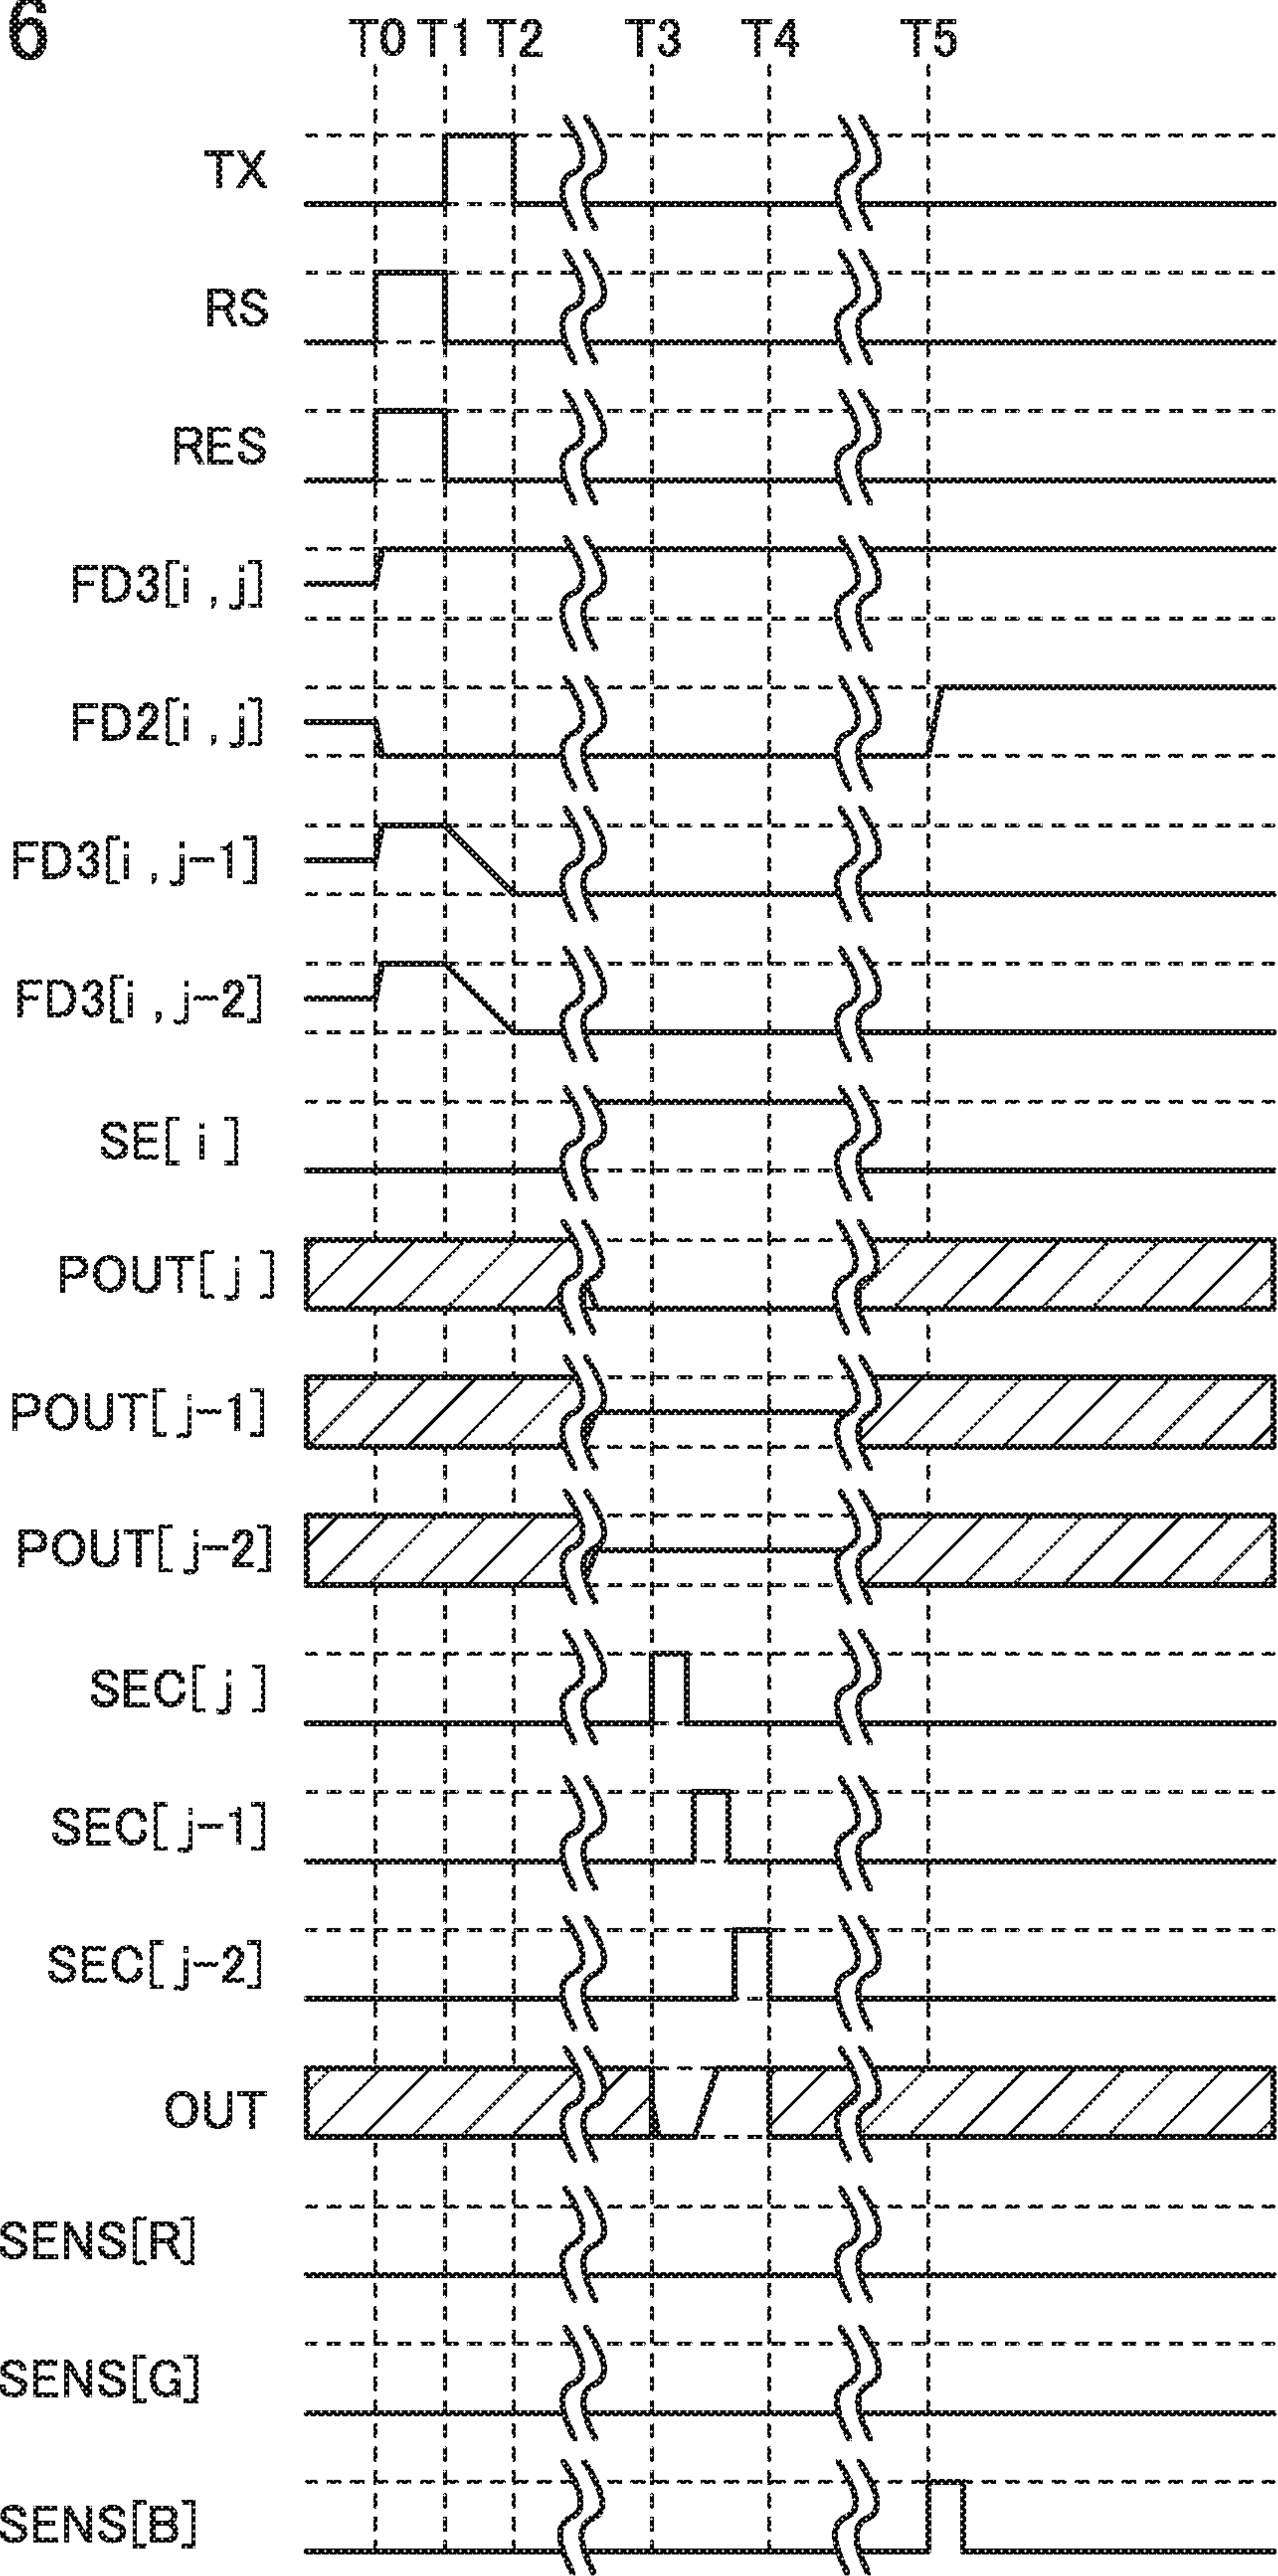 6
T0 T1 T2 T3 T4 T5
TX
RS
RES
FD3[i , j]
FD2[i , j]
FD3[i , j-1]
FD3[i , j-2]
SE[ i ]
POUT[ j ]
POUT[ j-1]
POUT[ j-2]
SEC[ j ]
SEC[ j-1]
SEC[ j-2]
OUT
SENS[R]
SENS[G]
SENS[B]